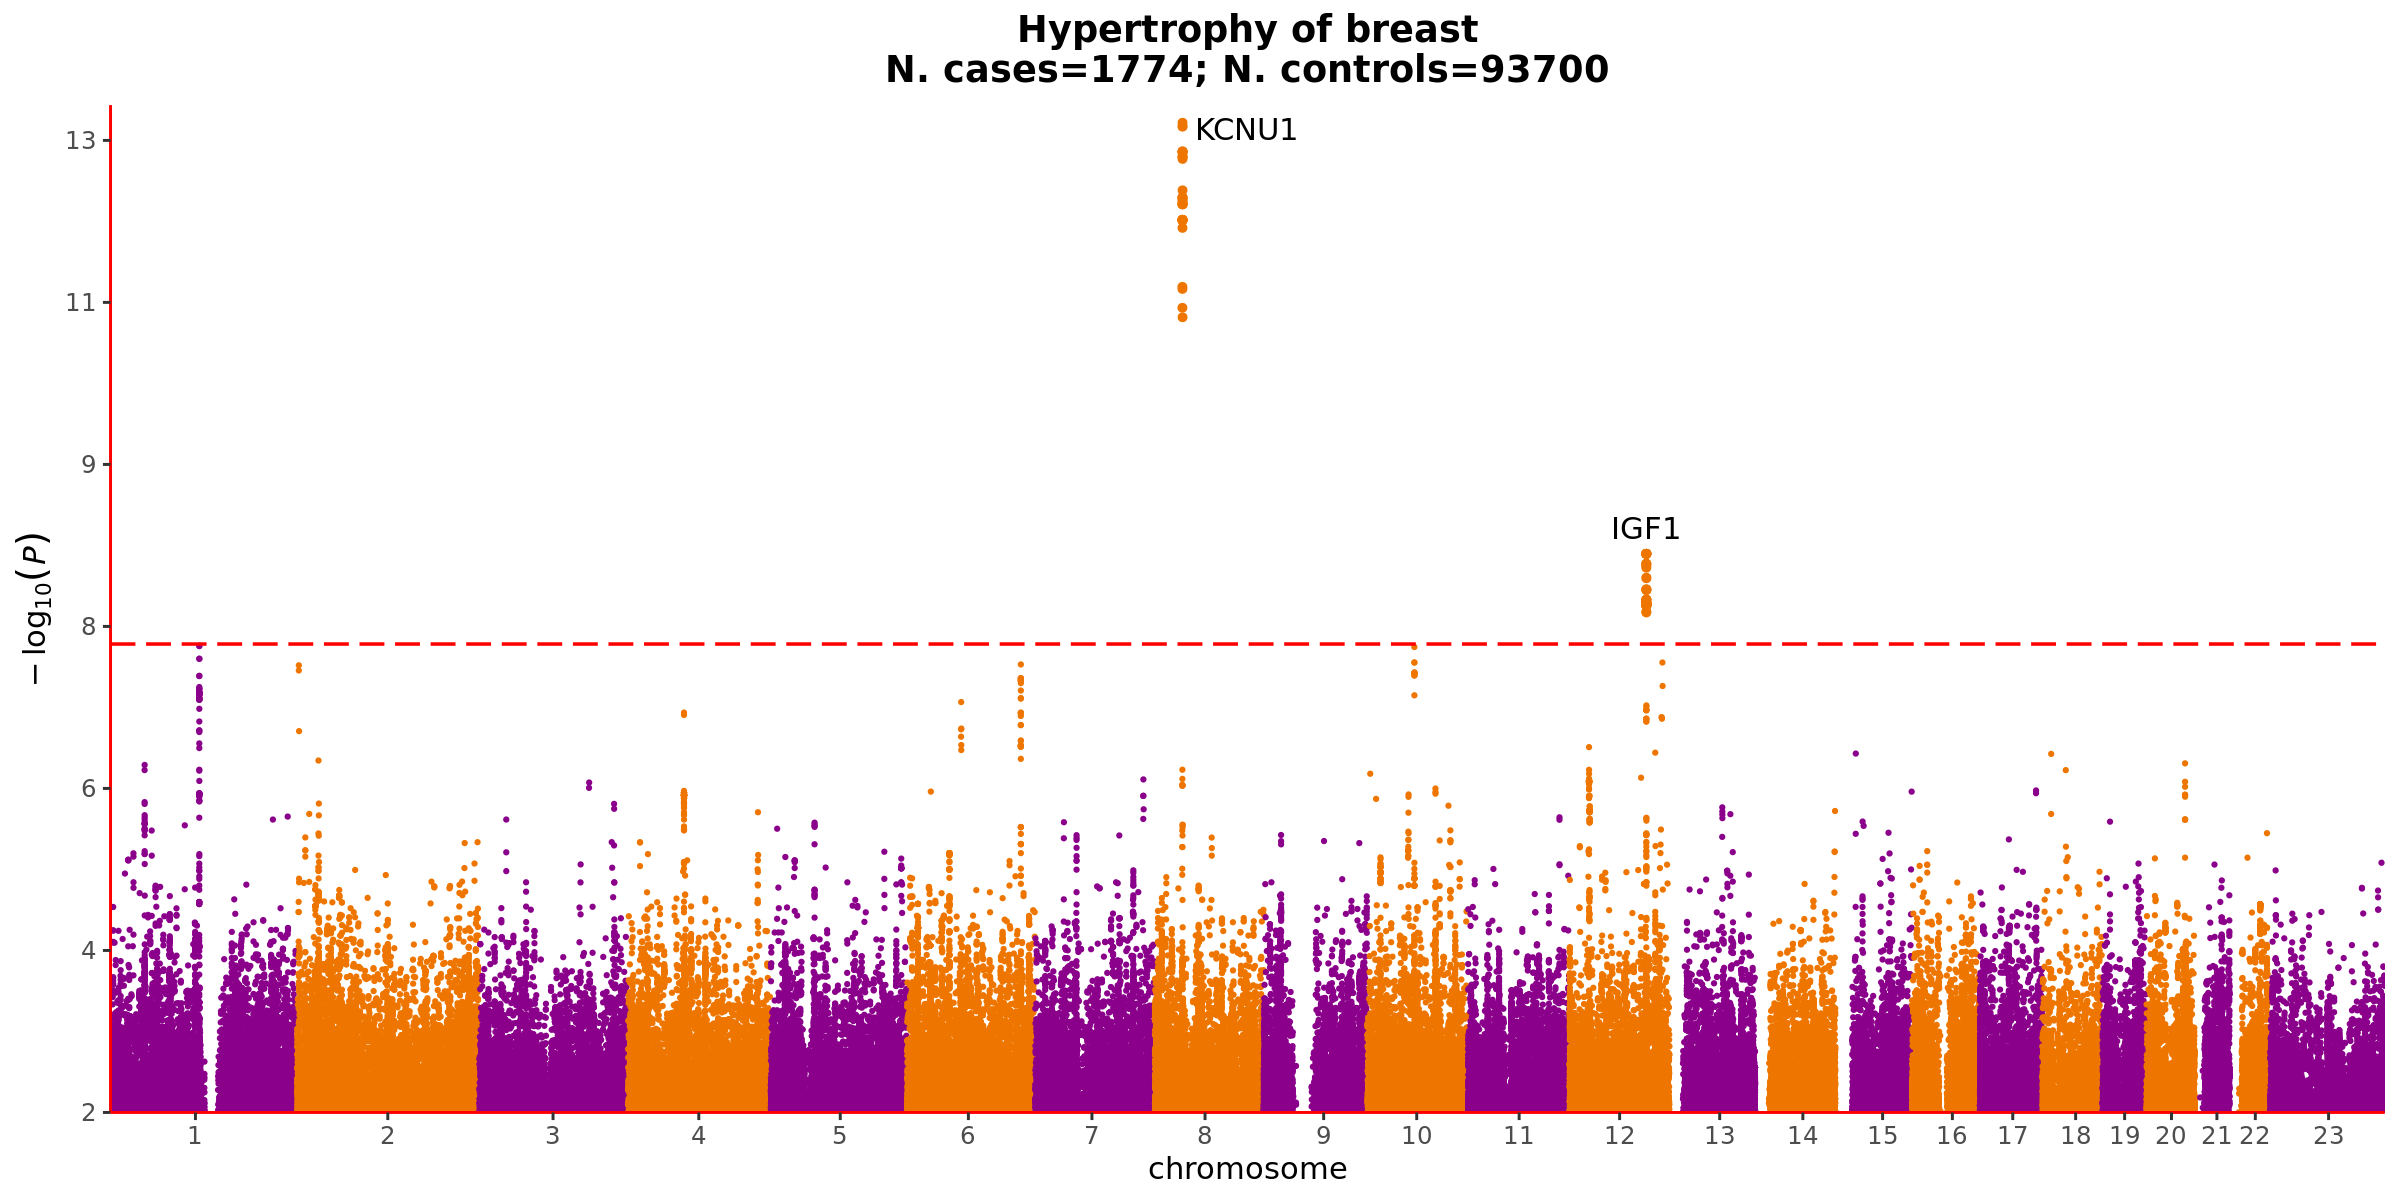 Hypertrophy of breast
N. cases=1774; N. controls=93700
13
KCNU1
11
9
IGF1
8
6
4
2
−log10(P)
1 2 3 4 5 6 7 8 9 10 11 12 13 14 15 16 17 18 19 20 21 22 23
chromosome